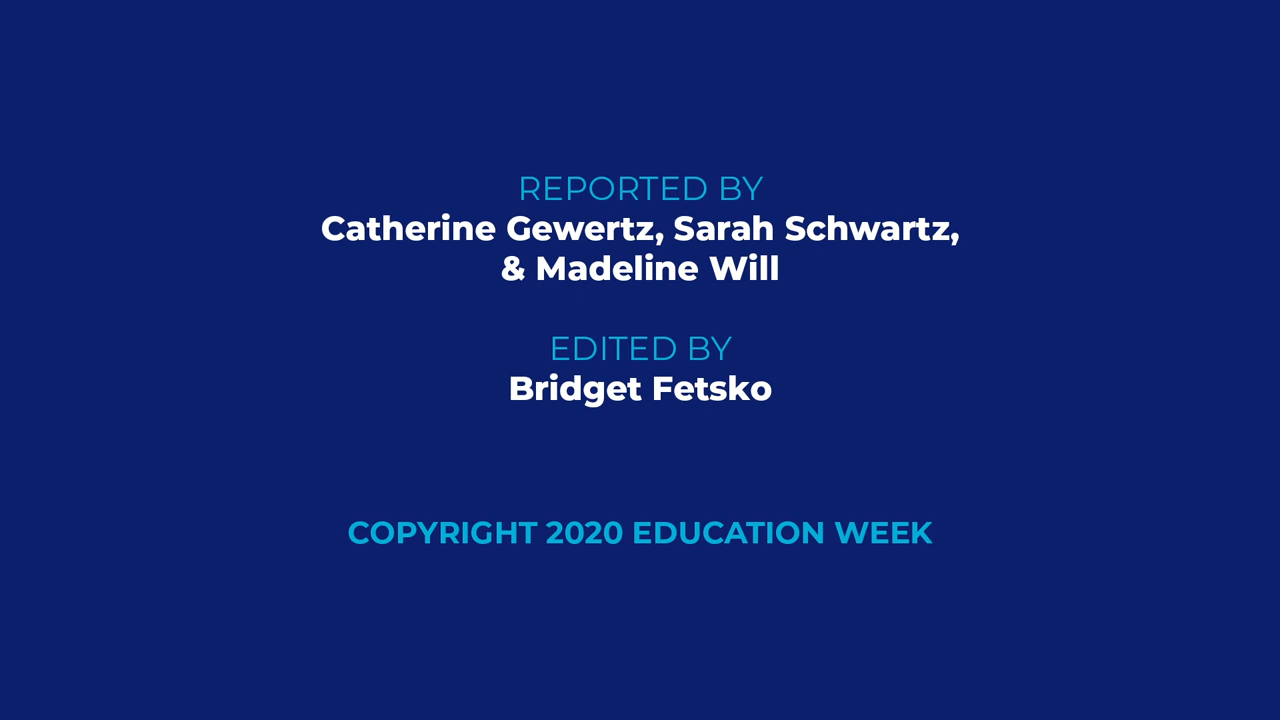 REPORTED BY
Catherine Gewertz, Sarah Schwartz,
& Madeline Will
EDITED BY
Bridget Fetsko
COPYRIGHT 2020 EDUCATION WEEK